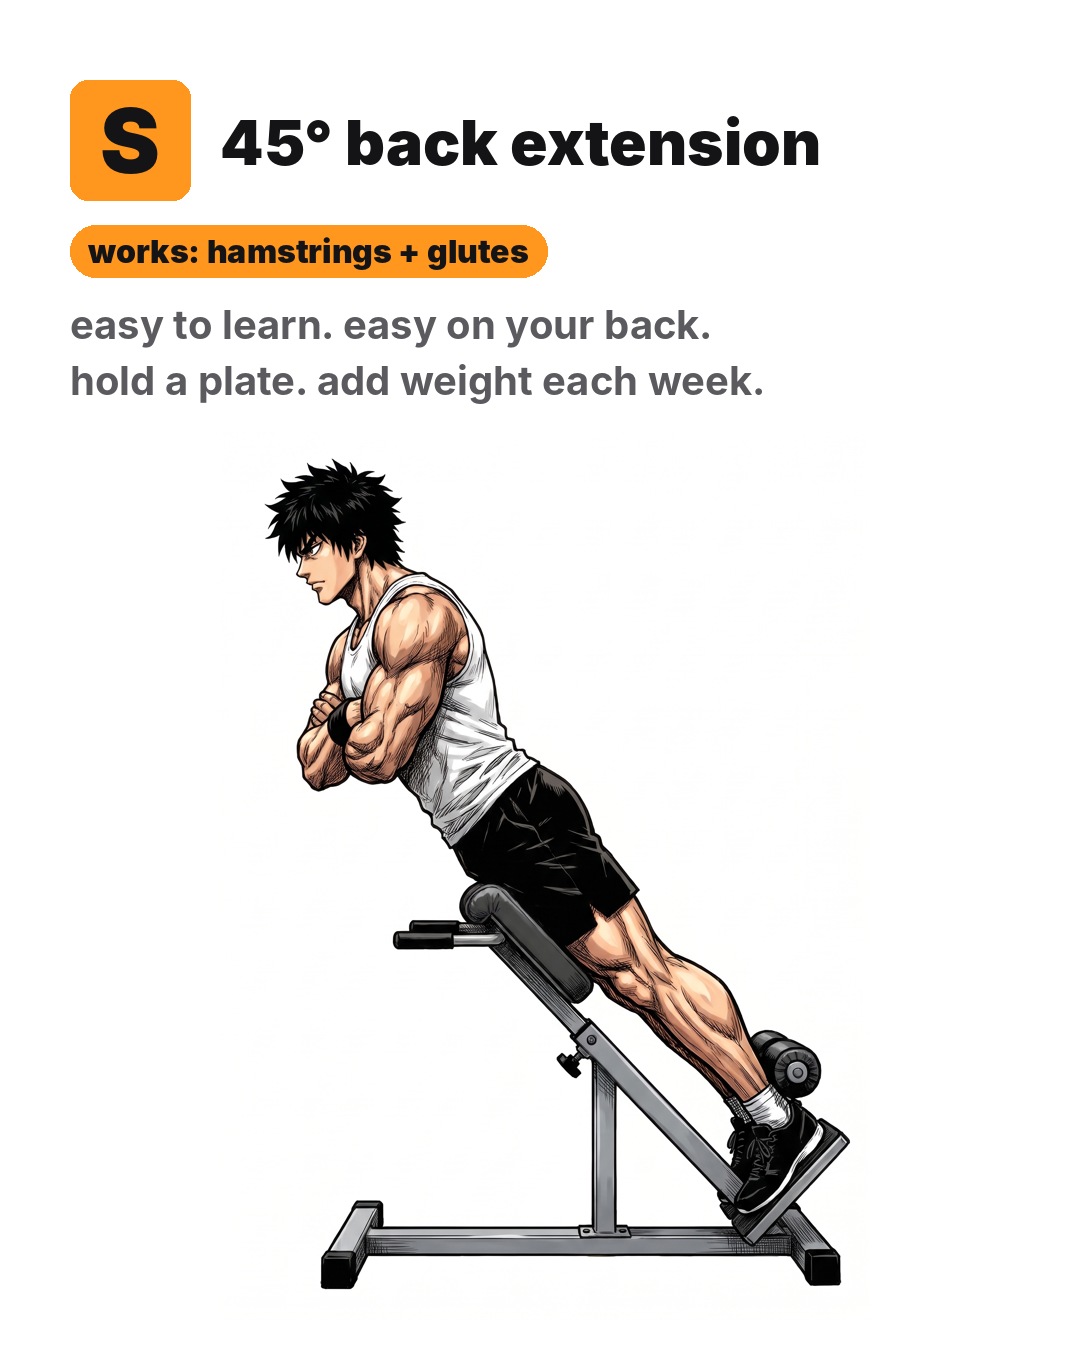 S
45° back extension
works: hamstrings + glutes
easy to learn. easy on your back.
hold a plate. add weight each week.